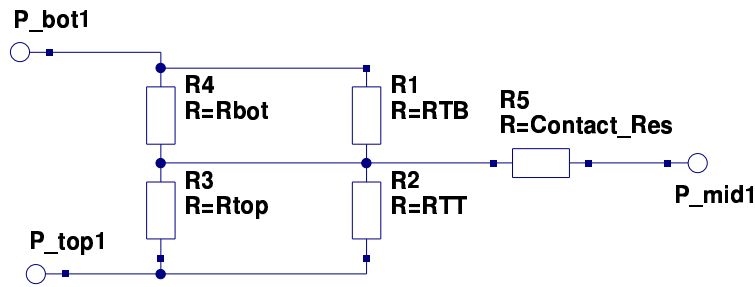 P_bot1
R4
R=Rbot
R1
R=RTB
R5
R=Contact_Res
R3
R=Rtop
R2
R=RTT
P_mid1
P_top1